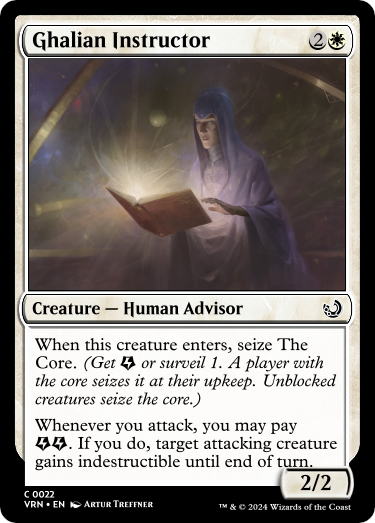 Ghalian Instructor 2
Creature — Human Advisor
When this creature enters, seize The
Core. (Get or surveil 1. A player with
the core seizes it at their upkeep. Unblocked
creatures seize the core.)
Whenever you attack, you may pay
. If you do, target attacking creature
gains indestructible until end of turn.
2/2
C 0022
VRN • EN Artur Treffner
™ & © 2024 Wizards of the Coast